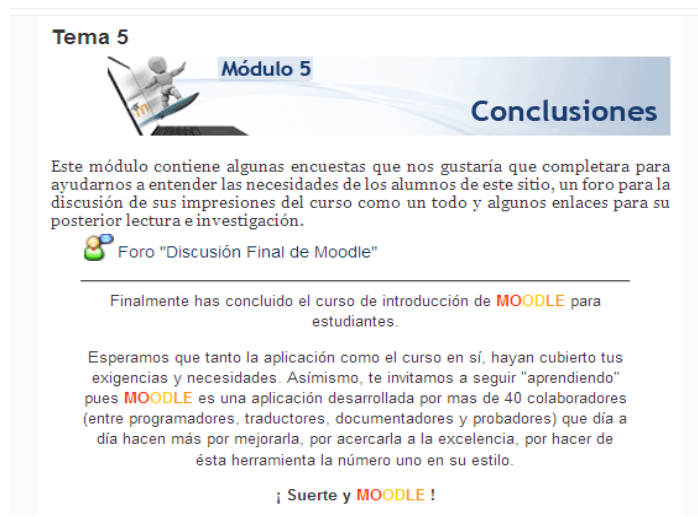 Tema 5
Módulo 5
Conclusiones
Este módulo contiene algunas encuestas que nos gustaría que completara para
ayudarnos a entender las necesidades de los alumnos de este sitio, un foro para la
discusión de sus impresiones del curso como un todo y algunos enlaces para su
posterior lectura e investigación.
Foro "Discusión Final de Moodle"
Finalmente has concluido el curso de introducción de MOODLE para
estudiantes.
Esperamos que tanto la aplicación como el curso en sí, hayan cubierto tus
exigencias y necesidades. Asímismo, te invitamos a seguir "aprendiendo"
pues MOODLE es una aplicación desarrollada por mas de 40 colaboradores
(entre programadores, traductores, documentadores y probadores) que día a
día hacen más por mejorarla, por acercarla a la excelencia, por hacer de
ésta herramienta la número uno en su estilo.
¡ Suerte y MOODLE !